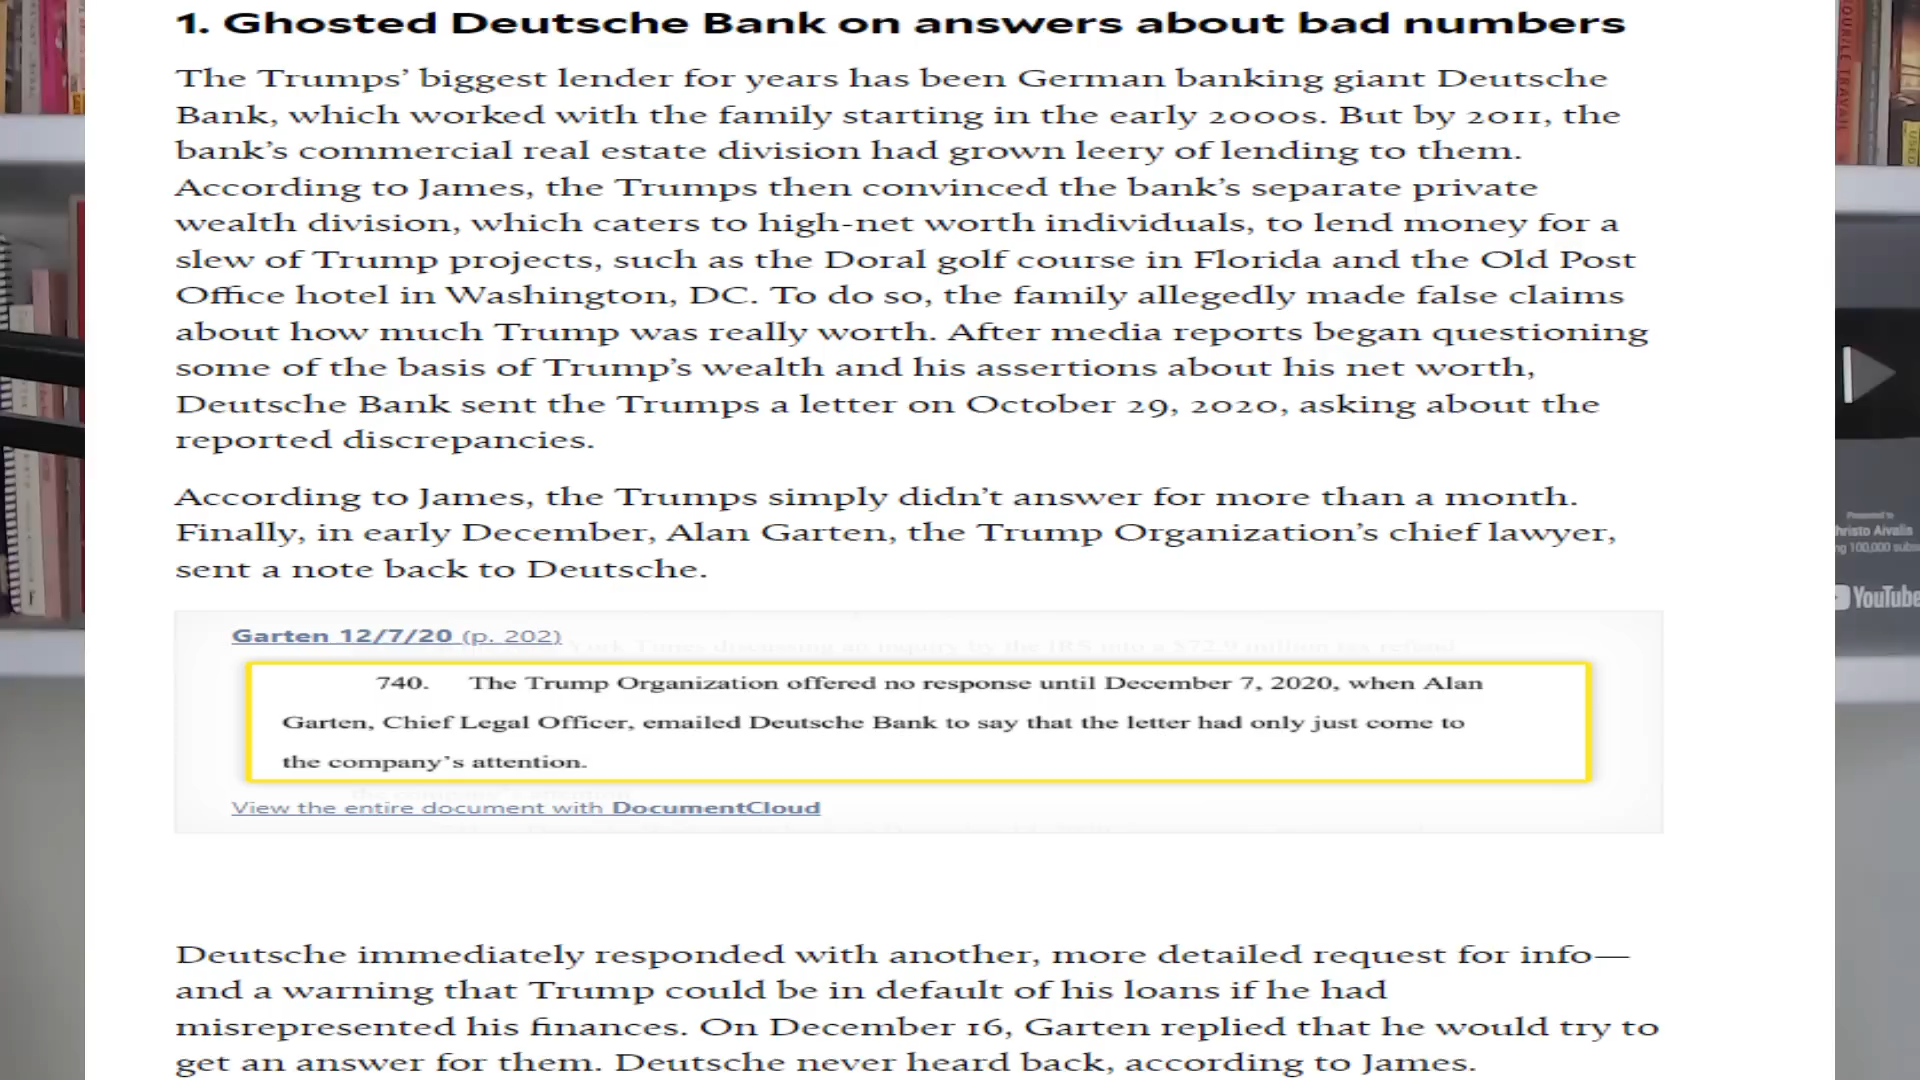 1. Ghosted Deutsche Bank on answers about bad numbers
The Trumps’ biggest lender for years has been German banking giant Deutsche
Bank, which worked with the family starting in the early 2000s. But by 2011, the
bank’s commercial real estate division had grown leery of lending to them.
According to James, the Trumps then convinced the bank’s separate private
wealth division, which caters to high-net worth individuals, to lend money for a
slew of Trump projects, such as the Doral golf course in Florida and the Old Post
Office hotel in Washington, DC. To do so, the family allegedly made false claims
about how much Trump was really worth. After media reports began questioning
some of the basis of Trump’s wealth and his assertions about his net worth,
Deutsche Bank sent the Trumps a letter on October 29, 2020, asking about the
reported discrepancies.
According to James, the Trumps simply didn’t answer for more than a month.
Finally, in early December, Alan Garten, the Trump Organization’s chief lawyer,
sent a note back to Deutsche.
Garten 12/7/20 (p. 202)
740. The Trump Organization offered no response until December 7, 2020, when Alan
Garten, Chief Legal Officer, emailed Deutsche Bank to say that the letter had only just come to
the company’s attention.
View the entire document with DocumentCloud
Deutsche immediately responded with another, more detailed request for info—
and a warning that Trump could be in default of his loans if he had
misrepresented his finances. On December 16, Garten replied that he would try to
get an answer for them. Deutsche never heard back, according to James.
Presented to
hristo Aivalis
ng 100,000 subs
YouTube
USED